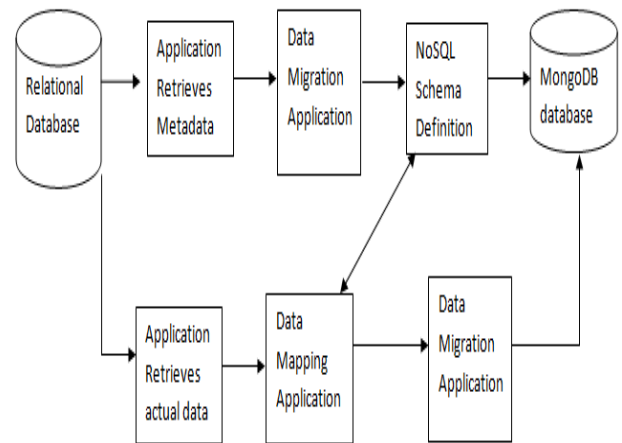 Relational
Database
Application
Retrieves
Metadata
Data
Migration
Application
NoSQL
Schema
Definition
MongoDB
database
Application
Retrieves
actual data
Data
Mapping
Application
Data
Migration
Application